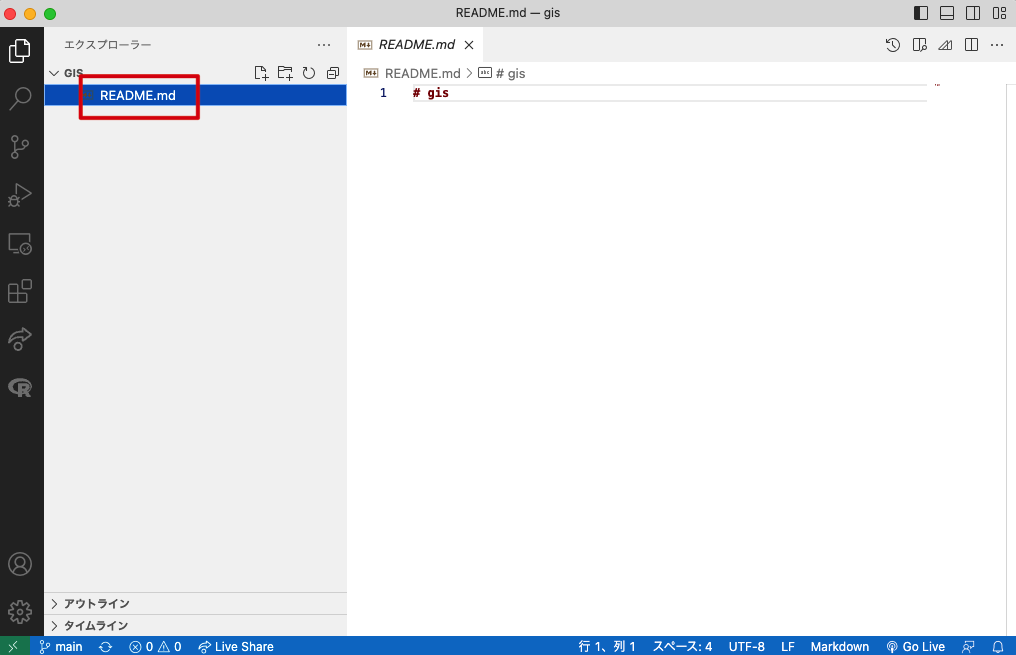 README.md — gis
エクスプローラー
GIS
README.md
README.md
README.md > # gis
1 # gis
アウトライン
タイムライン
main 0 0 Live Share 行 1、列 1 スペース: 4 UTF-8 LF Markdown Go Live